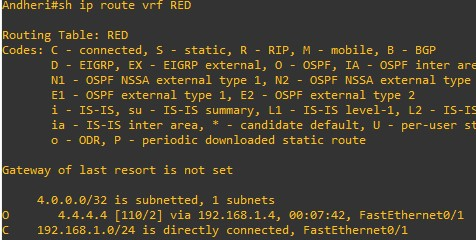 Andheri#sh ip route vrf RED
Routing Table: RED
Codes: C - connected, S - static, R - RIP, M - mobile, B - BGP
D - EIGRP, EX - EIGRP external, O - OSPF, IA - OSPF inter are
N1 - OSPF NSSA external type 1, N2 - OSPF NSSA external type
E1 - OSPF external type 1, E2 - OSPF external type 2
i - IS-IS, su - IS-IS summary, L1 - IS-IS level-1, L2 - IS-IS
ia - IS-IS inter area, * - candidate default, U - per-user st
o - ODR, P - periodic downloaded static route
Gateway of last resort is not set
4.0.0.0/32 is subnetted, 1 subnets
O 4.4.4.4 [110/2] via 192.168.1.4, 00:07:42, FastEthernet0/1
C 192.168.1.0/24 is directly connected, FastEthernet0/1